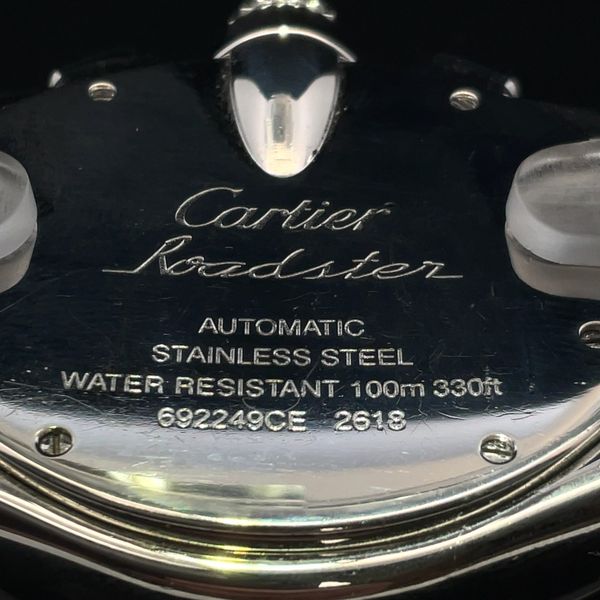 Cartier
Roadster
AUTOMATIC
STAINLESS STEEL
WATER RESISTANT 100m 330ft
692249CE 2618